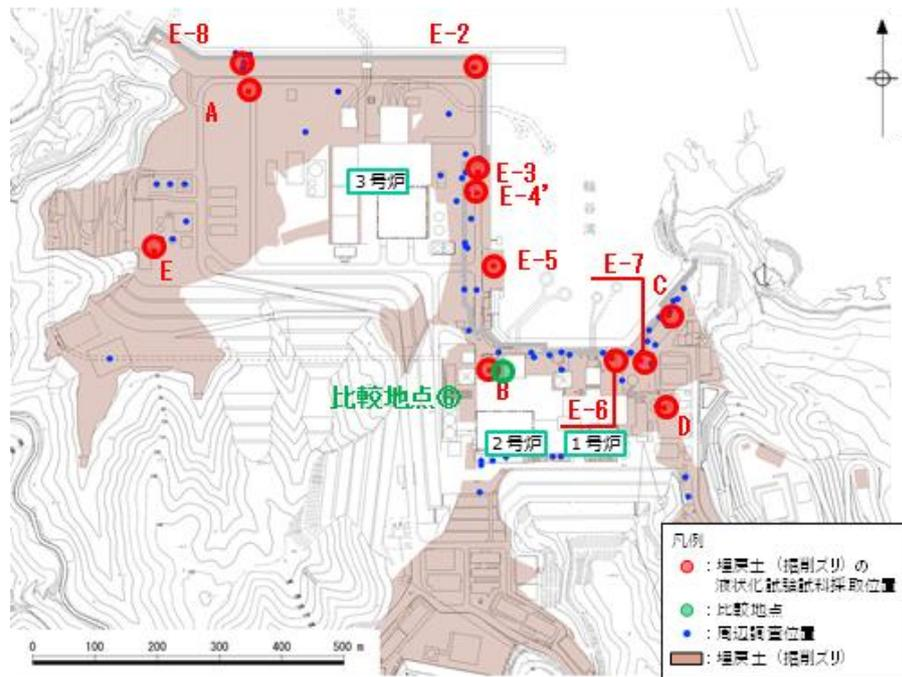 E-8
E-2
A
3号炉
E-3
E-4'
輪谷湾
E-5
E-7
C
E
B
比較地点⑥
E-6
D
2号炉
1号炉
凡例
：埋戻土（掘削ズリ）の
液状化試験試料採取位置
：比較地点
：周辺調査位置
：埋戻土（掘削ズリ）
0 100 200 300 400 500 m